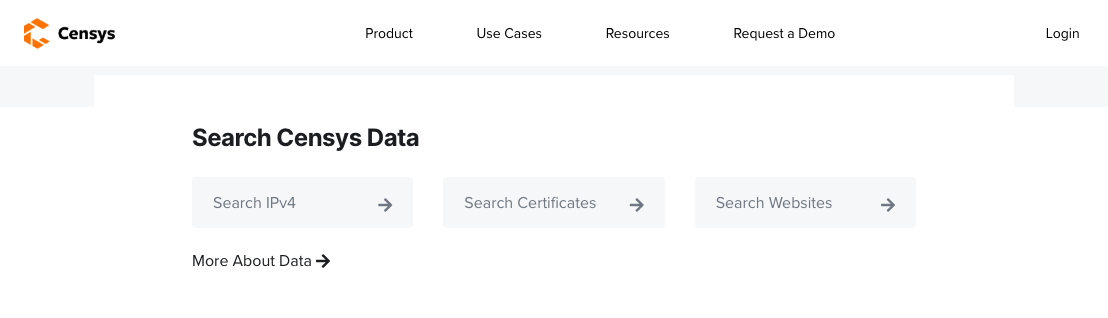 Censys Product Use Cases Resources Request a Demo Login
Search Censys Data
Search IPv4 Search Certificates Search Websites
More About Data